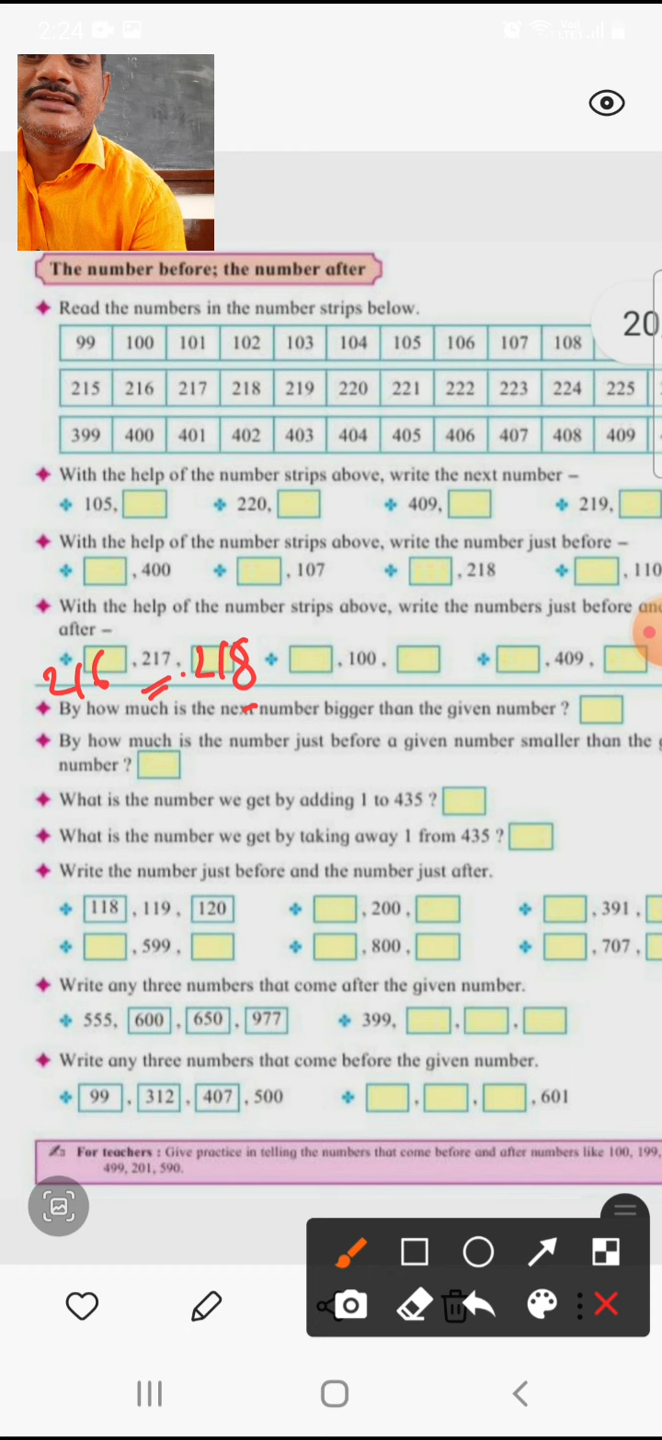 2:24
The number before; the number after
Read the numbers in the number strips below.
99 100 101 102 103 104 105 106 107 108
20
215 216 217 218 219 220 221 222 223 224 225
399 400 401 402 403 404 405 406 407 408 409
With the help of the number strips above, write the next number –
105, 220, 409, 219,
With the help of the number strips above, write the number just before –
, 400 , 107 , 218 , 110
With the help of the number strips above, write the numbers just before and
after –
216 , 217 , 218 , 100 , , 409 ,
By how much is the next number bigger than the given number ?
By how much is the number just before a given number smaller than the
number ?
What is the number we get by adding 1 to 435 ?
What is the number we get by taking away 1 from 435 ?
Write the number just before and the number just after.
118 , 119 , 120 , 200 , , 391 ,
, 599 , , 800 , , 707 ,
Write any three numbers that come after the given number.
555, 600 , 650 , 977 399, , ,
Write any three numbers that come before the given number.
99 , 312 , 407 , 500 , , , 601
For teachers : Give practice in telling the numbers that come before and after numbers like 100, 199,
499, 201, 590.